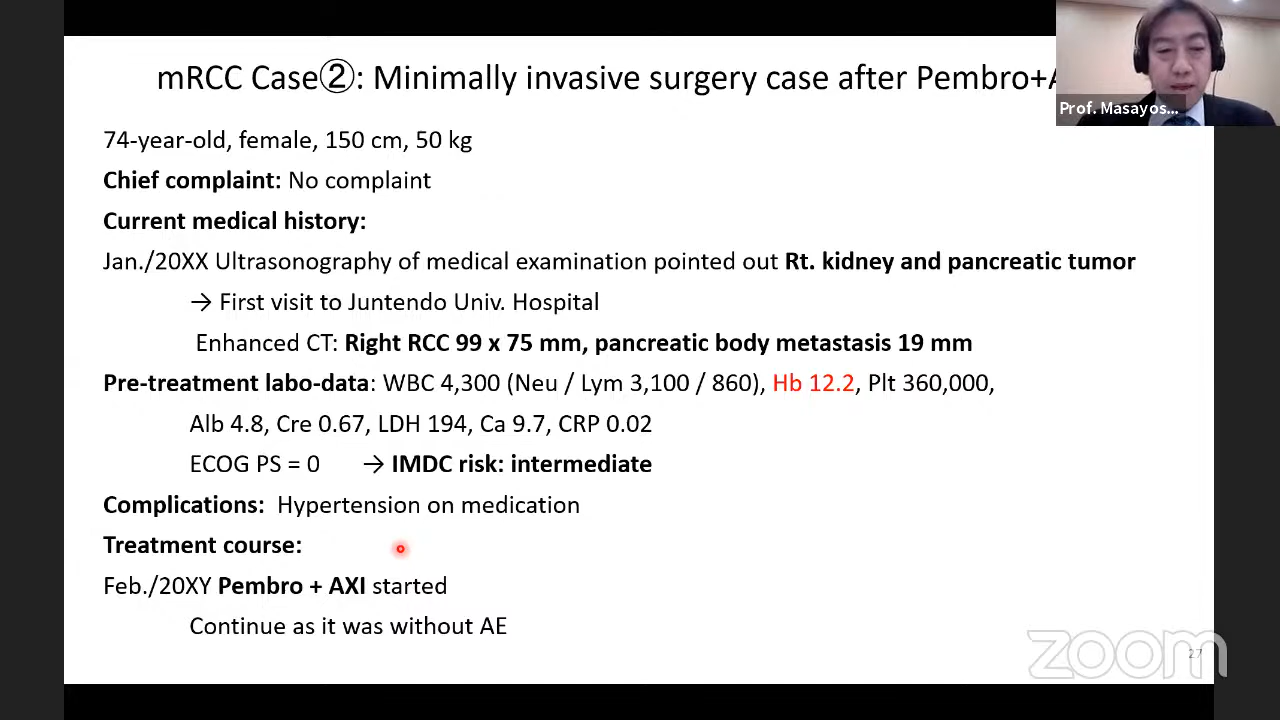 mRCC Case②: Minimally invasive surgery case after Pembro+A
Prof. Masayos...
74-year-old, female, 150 cm, 50 kg
Chief complaint: No complaint
Current medical history:
Jan./20XX Ultrasonography of medical examination pointed out Rt. kidney and pancreatic tumor
→ First visit to Juntendo Univ. Hospital
Enhanced CT: Right RCC 99 x 75 mm, pancreatic body metastasis 19 mm
Pre-treatment labo-data: WBC 4,300 (Neu / Lym 3,100 / 860), Hb 12.2, Plt 360,000,
Alb 4.8, Cre 0.67, LDH 194, Ca 9.7, CRP 0.02
ECOG PS = 0 → IMDC risk: intermediate
Complications: Hypertension on medication
Treatment course:
Feb./20XY Pembro + AXI started
Continue as it was without AE
zoom
27